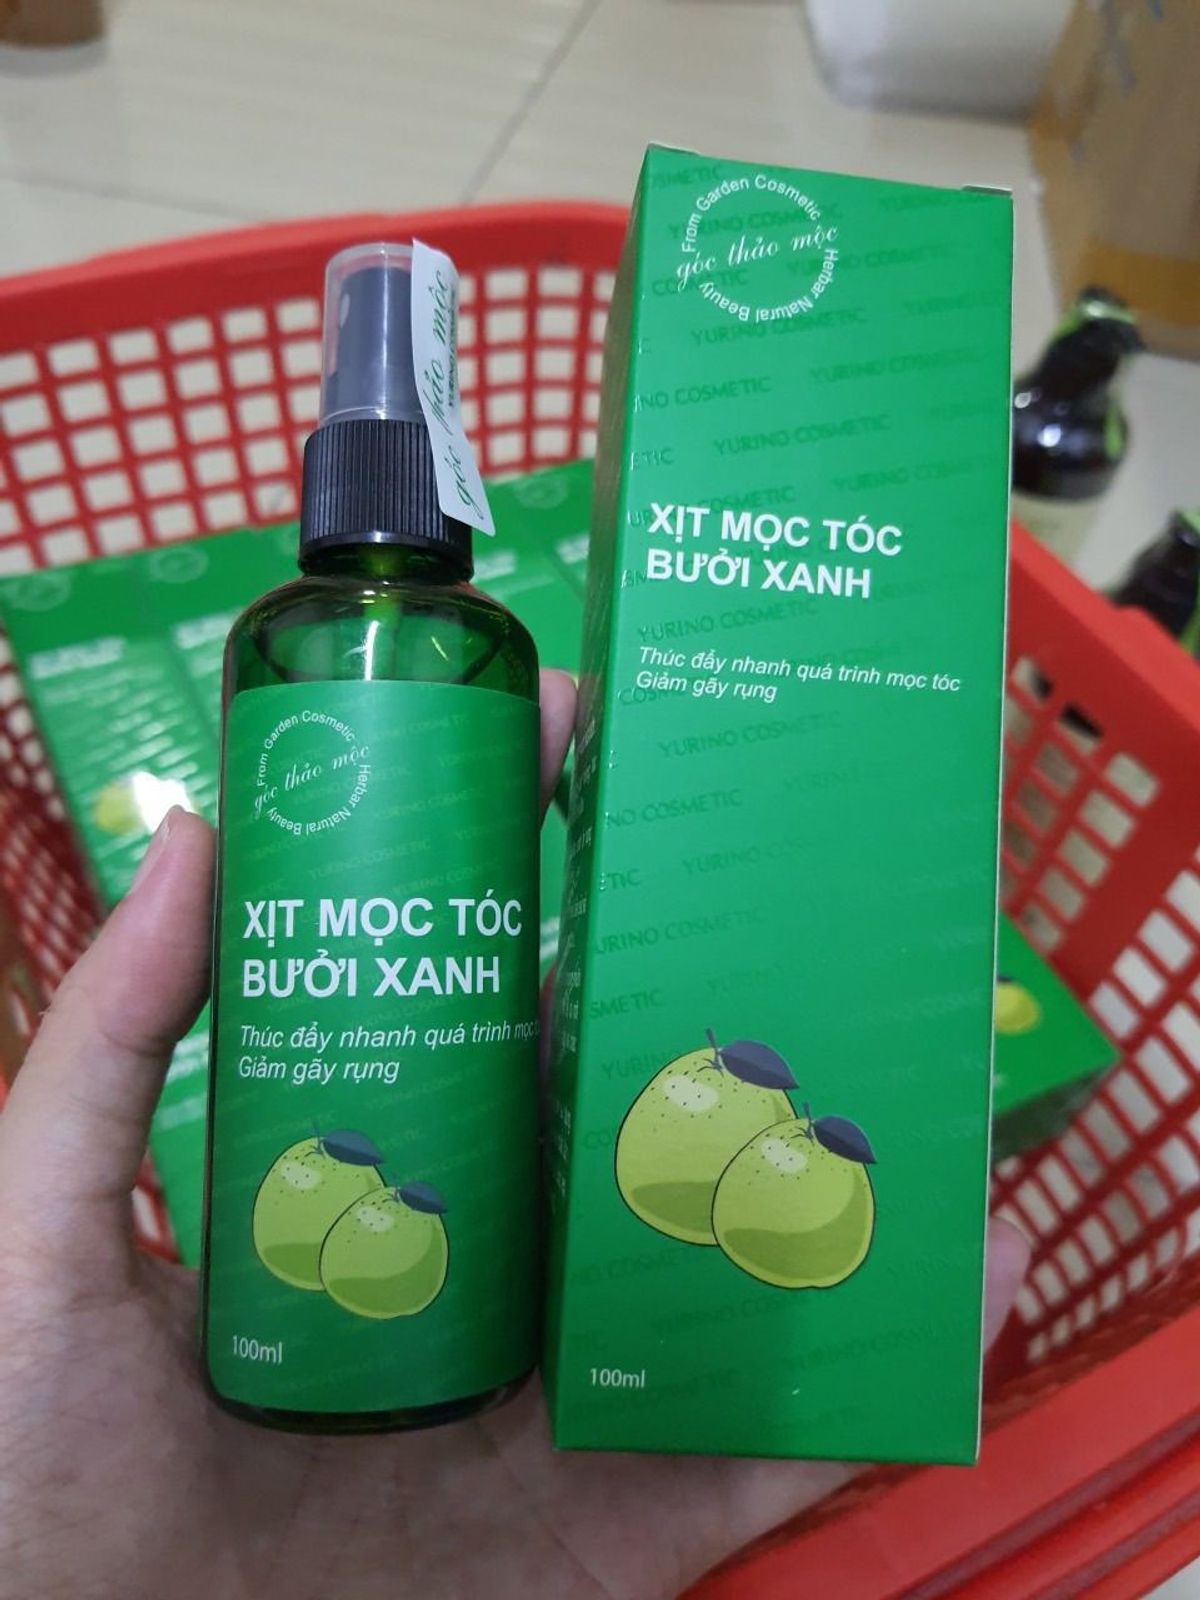 From Garden Cosmetic
góc thảo mộc
Herbar Natural Beauty
XỊT MỌC TÓC
BƯỞI XANH
Thúc đẩy nhanh quá trình mọc tóc
Giảm gãy rụng
100ml
góc thảo mộc
YURINO COSMETIC
From Garden Cosmetic
góc thảo mộc
Herbar Natural Beauty
XỊT MỌC TÓC
BƯỞI XANH
Thúc đẩy nhanh quá trình mọc
Giảm gãy rụng
100ml